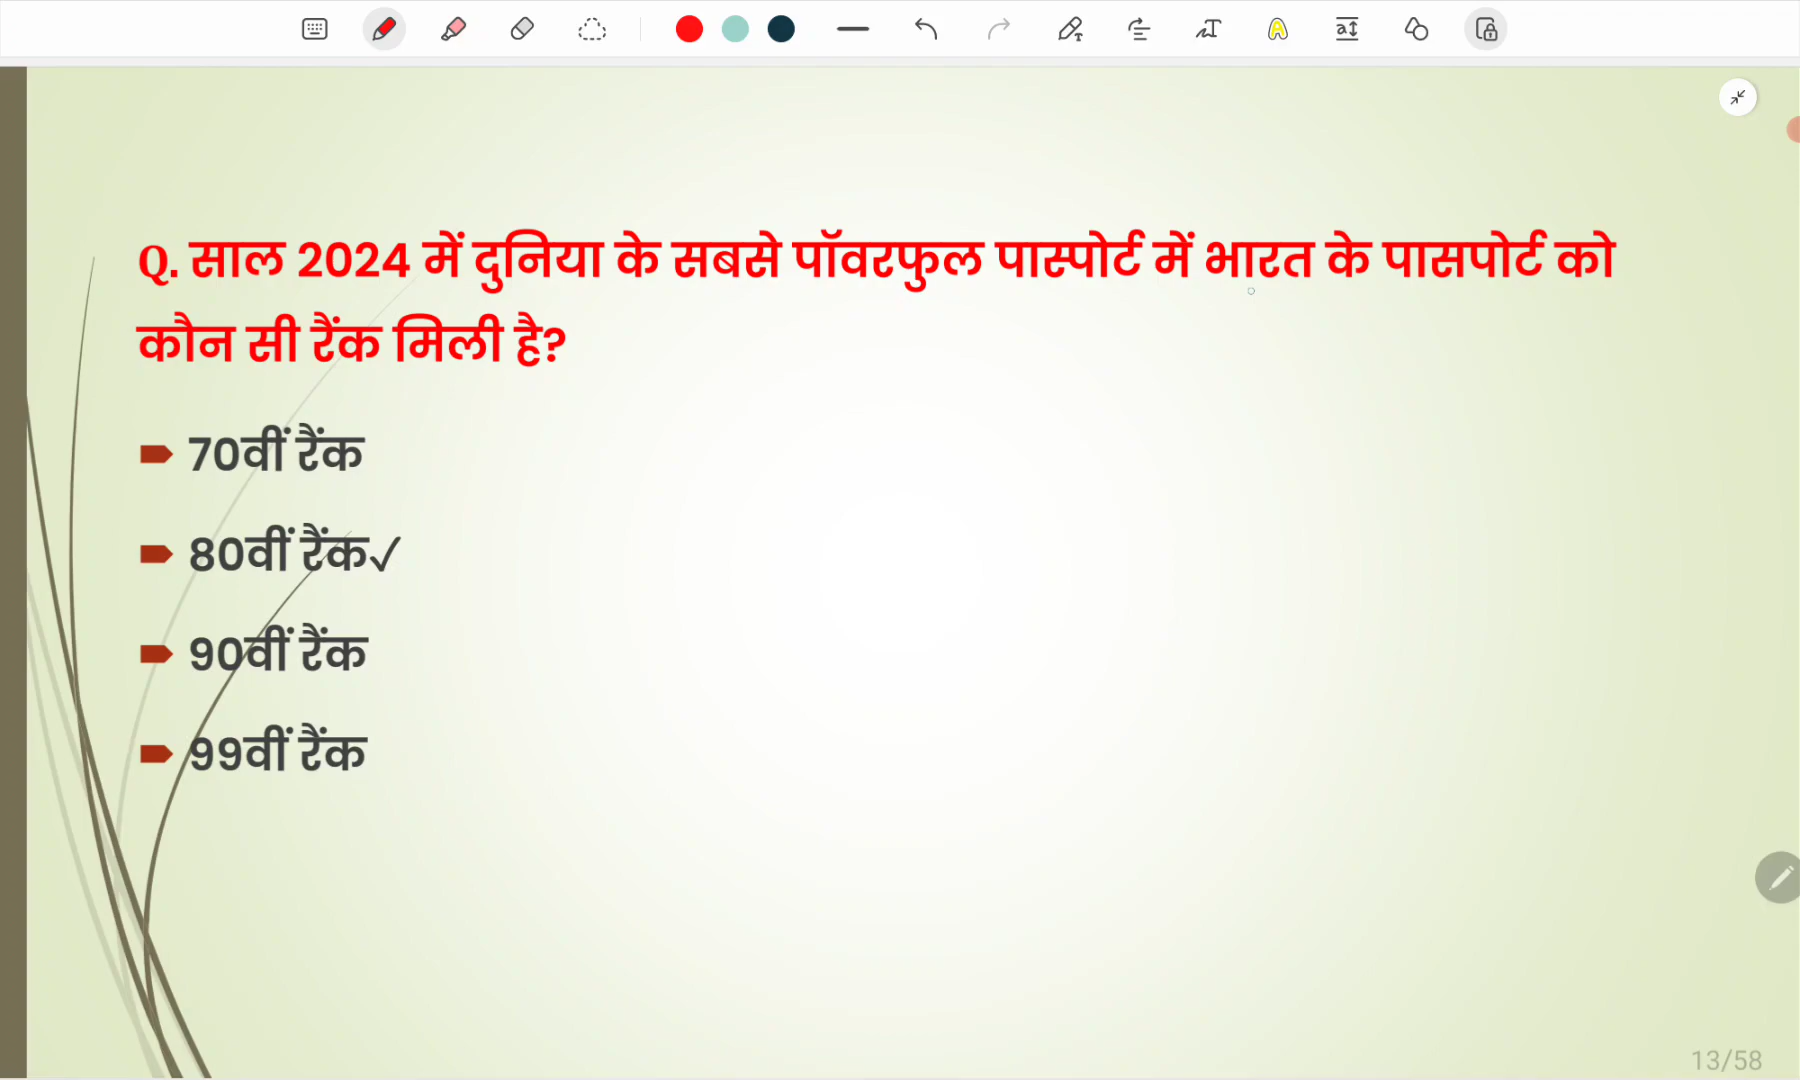 Q. साल 2024 में दुनिया के सबसे पॉवरफुल पास्पोर्ट में भारत के पासपोर्ट को
कौन सी रैंक मिली है?
70वीं रैंक
80वीं रैंक✓
90वीं रैंक
99वीं रैंक
13/58